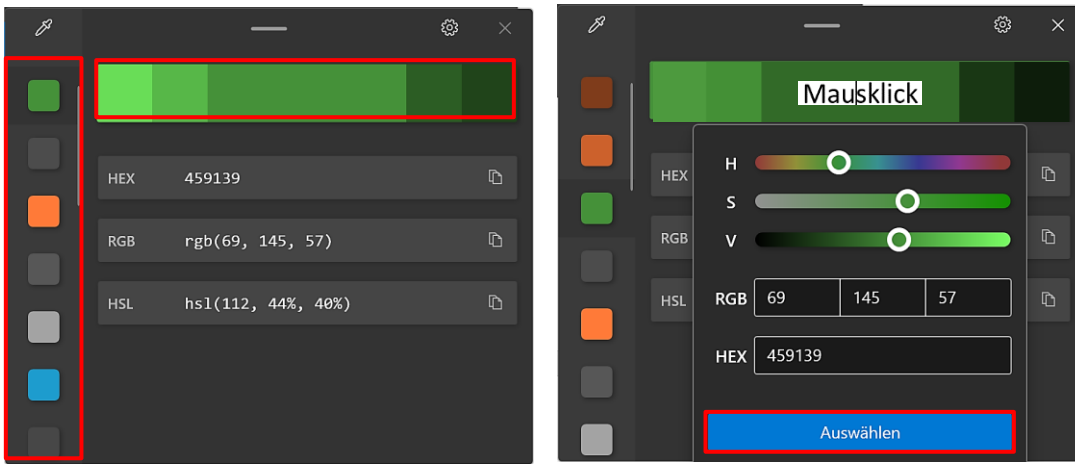 HEX 459139
RGB rgb(69, 145, 57)
HSL hsl(112, 44%, 40%)
Mausklick
HEX
RGB
HSL
H
S
V
RGB 69 145 57
HEX 459139
Auswählen